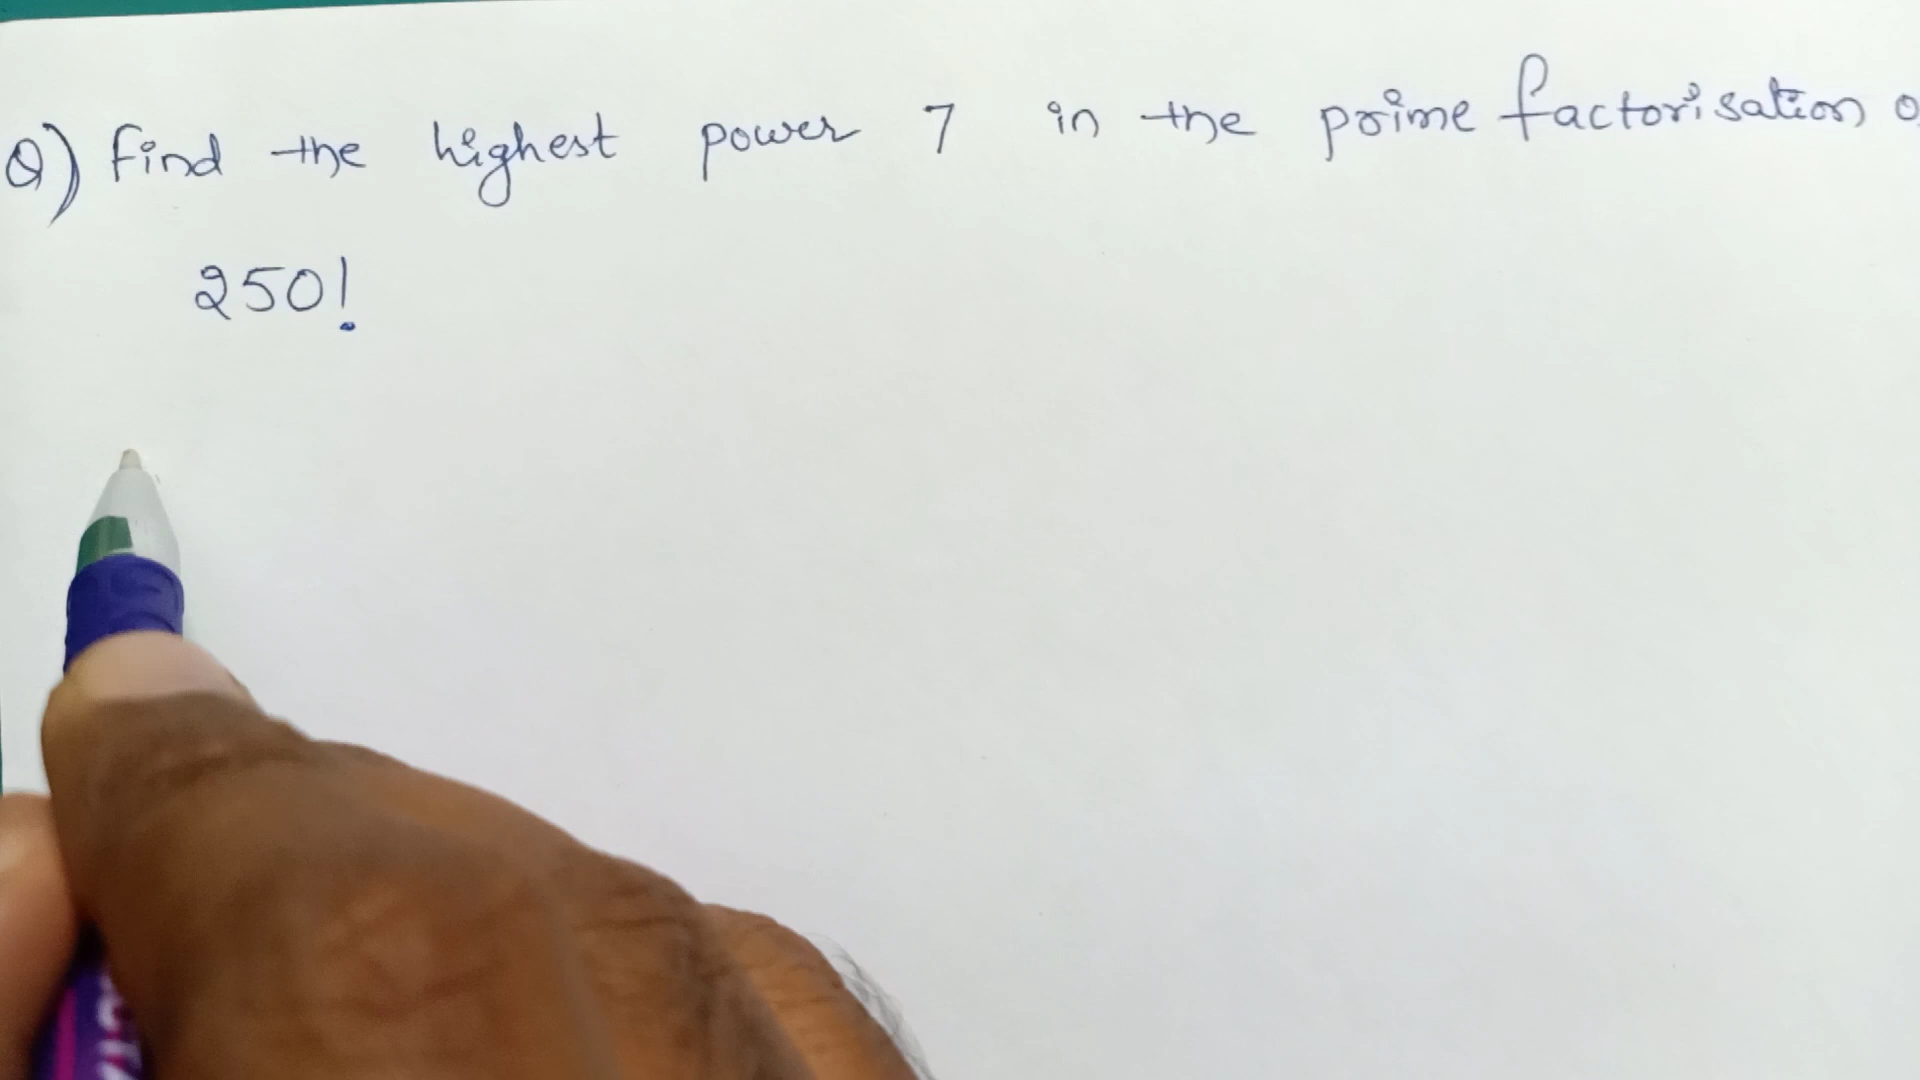 Q) Find the highest power 7 in the prime factorisation
250!